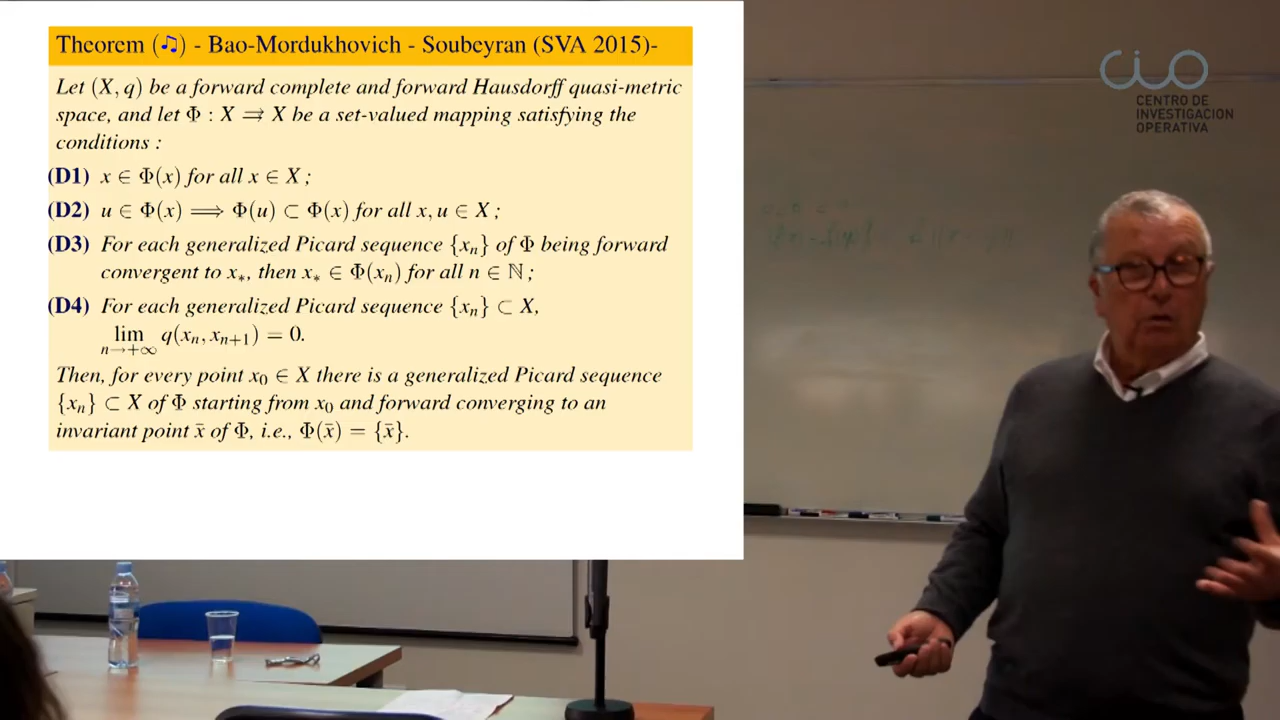 Theorem (♫) - Bao-Mordukhovich - Soubeyran (SVA 2015)-
Let (X, q) be a forward complete and forward Hausdorff quasi-metric
space, and let Φ : X ⇉ X be a set-valued mapping satisfying the
conditions :
(D1) x ∈ Φ(x) for all x ∈ X ;
(D2) u ∈ Φ(x) ⟹ Φ(u) ⊂ Φ(x) for all x, u ∈ X ;
(D3) For each generalized Picard sequence {xₙ} of Φ being forward
convergent to x⁎, then x⁎ ∈ Φ(xₙ) for all n ∈ ℕ ;
(D4) For each generalized Picard sequence {xₙ} ⊂ X,
lim n→+∞ q(xₙ, xₙ₊₁) = 0.
Then, for every point x₀ ∈ X there is a generalized Picard sequence
{xₙ} ⊂ X of Φ starting from x₀ and forward converging to an
invariant point x̄ of Φ, i.e., Φ(x̄) = {x̄}.
CIO
CENTRO DE
INVESTIGACION
OPERATIVA